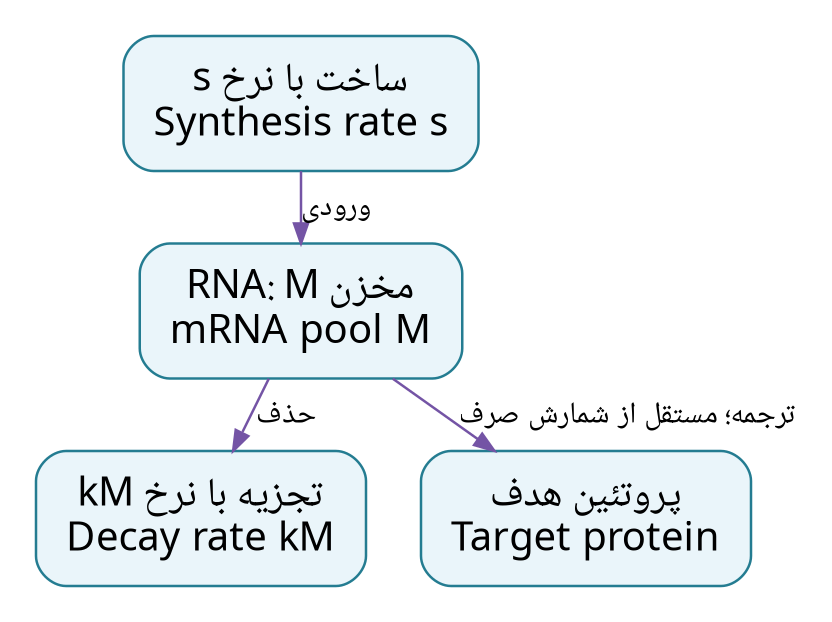 ساخت با نرخ s
Synthesis rate s
ورودی
مخزن RNA: M
mRNA pool M
حذف
ترجمه؛ مستقل از شمارش صرف
تجزیه با نرخ kM
Decay rate kM
پروتئین هدف
Target protein